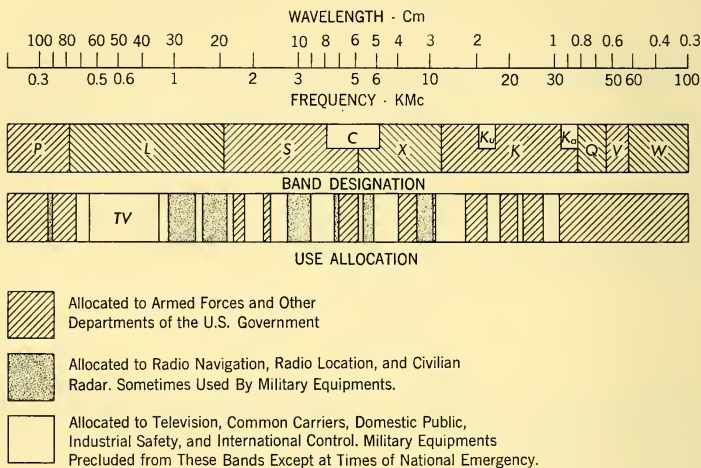 WAVELENGTH - Cm
100 80 60 50 40 30 20 10 8 6 5 4 3 2 1 0.8 0.6 0.4 0.3
0.3 0.5 0.6 1 2 3 5 6 10 20 30 50 60 100
FREQUENCY - KMc
P L S C X Ku K Ka Q V W
BAND DESIGNATION
TV
USE ALLOCATION
Allocated to Armed Forces and Other
Departments of the U.S. Government
Allocated to Radio Navigation, Radio Location, and Civilian
Radar. Sometimes Used By Military Equipments.
Allocated to Television, Common Carriers, Domestic Public,
Industrial Safety, and International Control. Military Equipments
Precluded from These Bands Except at Times of National Emergency.